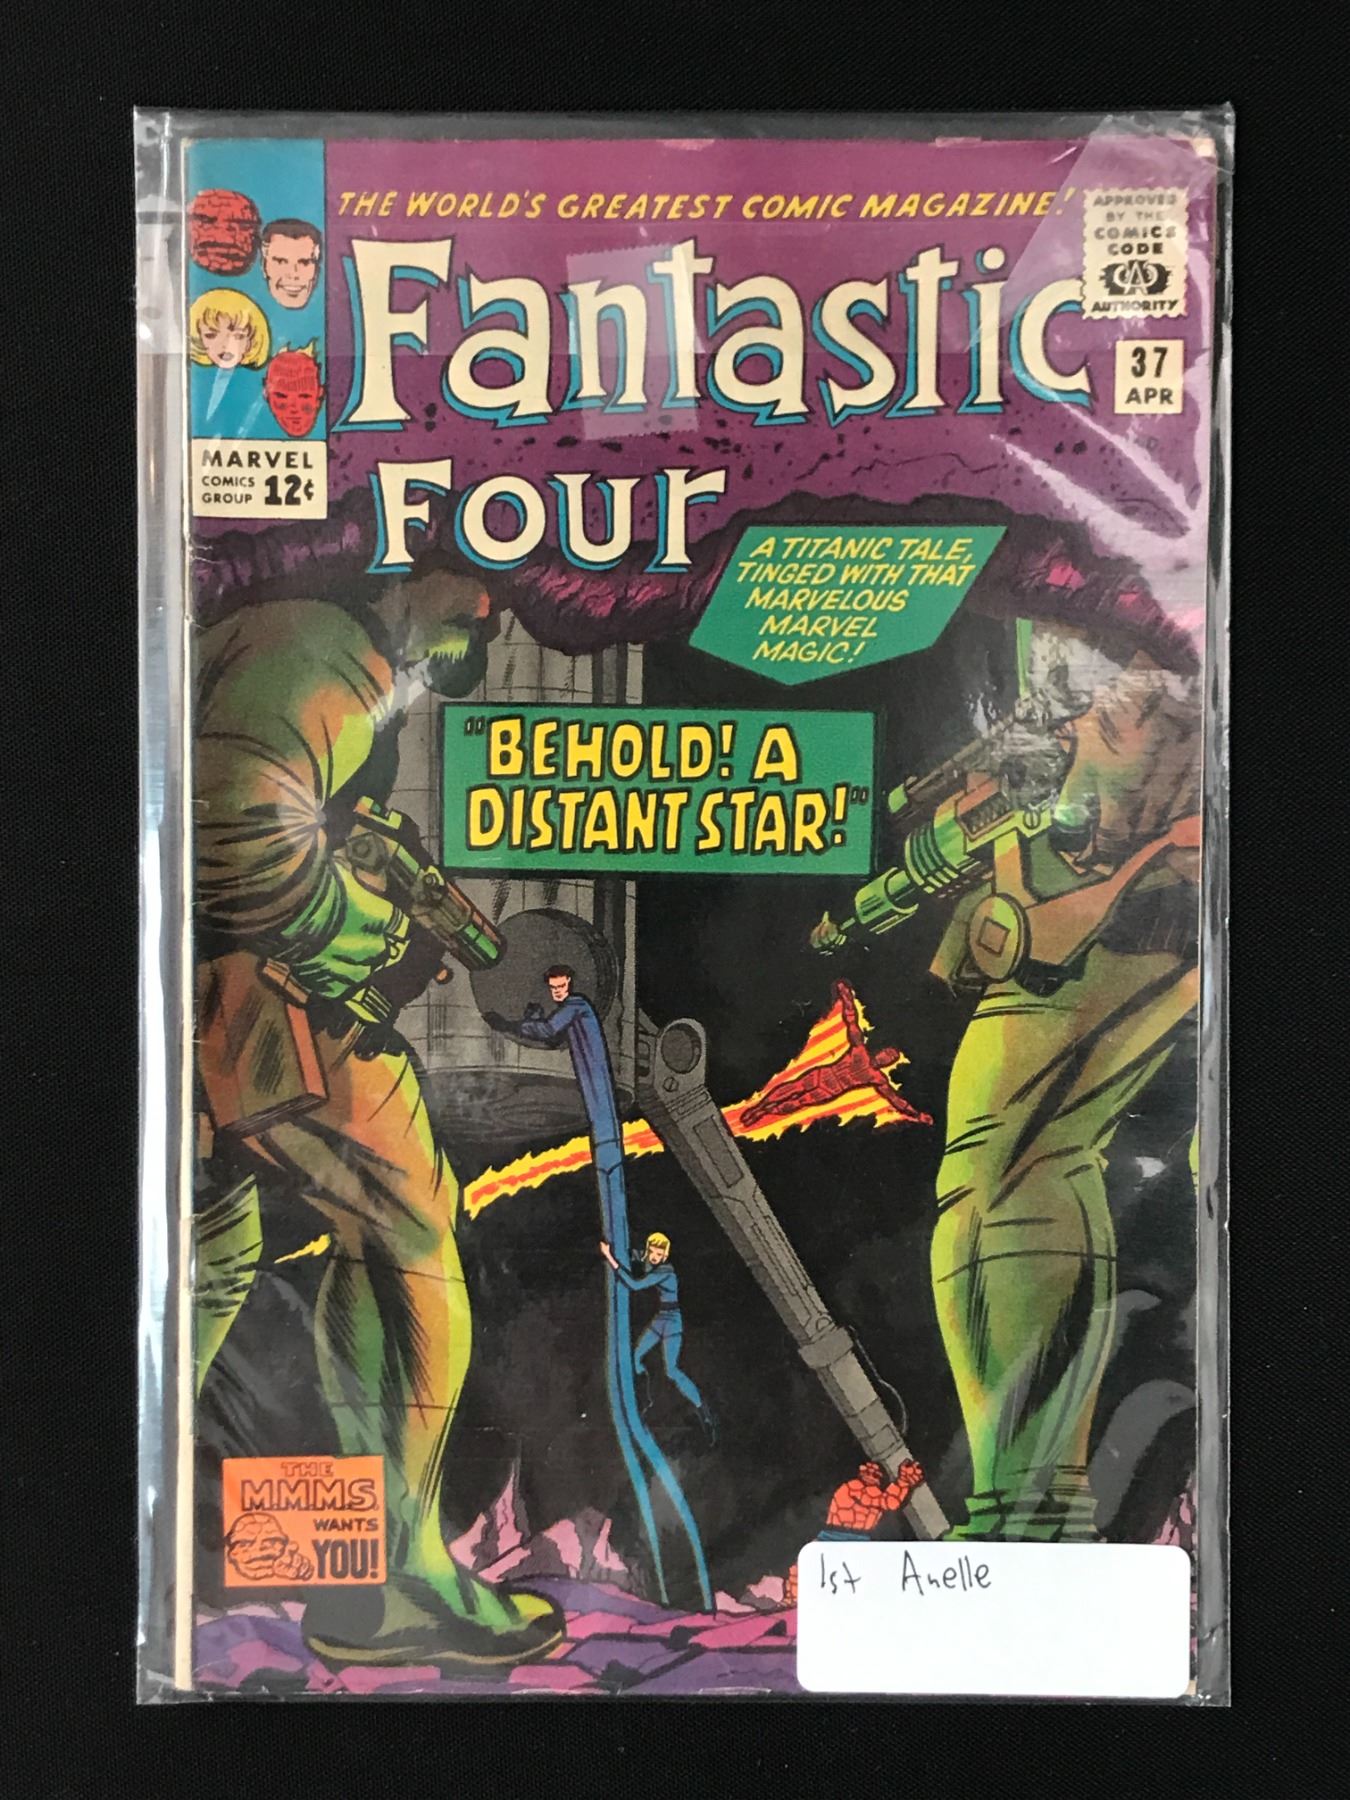 THE WORLD'S GREATEST COMIC MAGAZINE!
APPROVED
BY THE
COMICS
CODE
CA
AUTHORITY
Fantastic
Four
37
APR
MARVEL
COMICS
GROUP 12¢
A TITANIC TALE,
TINGED WITH THAT
MARVELOUS
MARVEL
MAGIC!
"BEHOLD! A
DISTANT STAR!"
THE
M.M.M.S.
WANTS
YOU!
1st Anelle